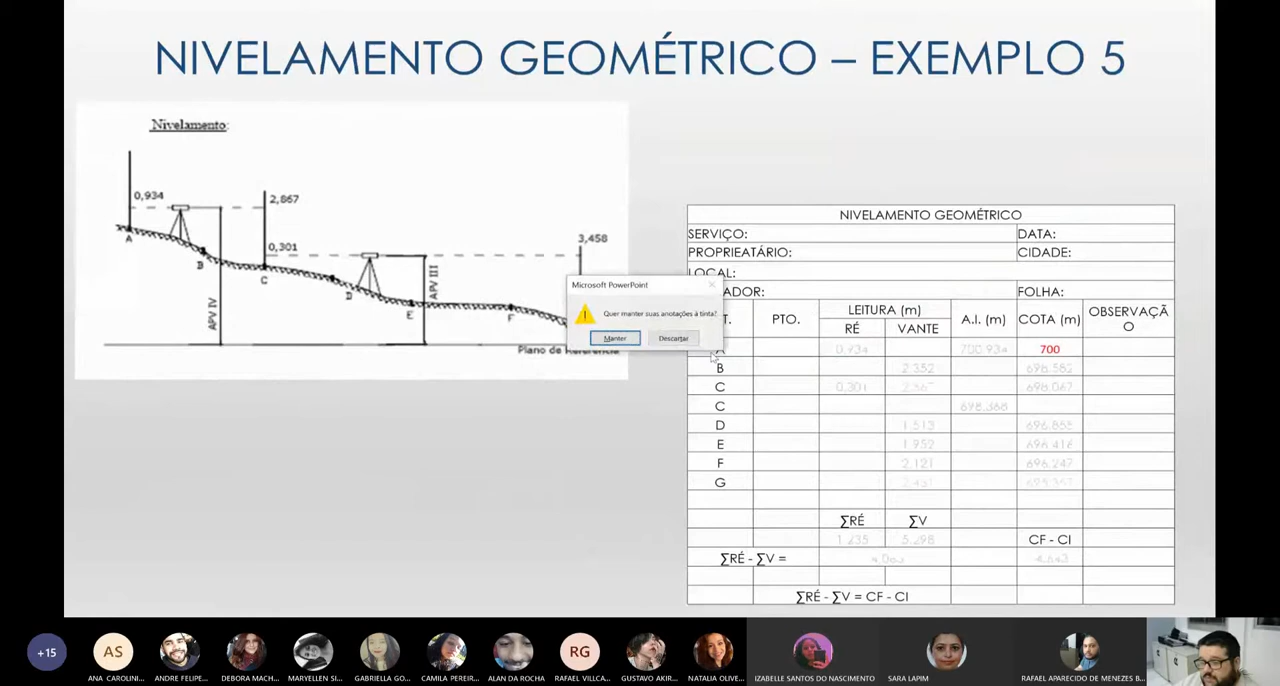 NIVELAMENTO GEOMÉTRICO – EXEMPLO 5
Nivelamento:
0,934
2,867
0,301
3,458
A
B
C
D
E
F
APV IV
APV III
Plano de Referência
Microsoft PowerPoint
Quer manter suas anotações à tinta?
Manter
Descartar
NIVELAMENTO GEOMÉTRICO
SERVIÇO: DATA:
PROPRIEATÁRIO: CIDADE:
LOCAL:
ADOR: FOLHA:
T. PTO. LEITURA (m) A.I. (m) COTA (m) OBSERVAÇÃ
RÉ VANTE O
A 0,934 700.934 700
B 2.352 698.582
C 0,301 698.067
C 698.368
D 1.513
E 1.952 696.416
F 2.121 696.247
G
∑RÉ ∑V
1.235 5.298 CF - CI
∑RÉ - ∑V =
∑RÉ - ∑V = CF - CI
+15
AS
RG
ANA CAROLINI...
ANDRE FELIPE...
DEBORA MACH...
MARYELLEN SI...
GABRIELLA GO...
CAMILA PEREIR...
ALAN DA ROCHA
RAFAEL VILLCA...
GUSTAVO AKIR...
NATALIA OLIVE...
IZABELLE SANTOS DO NASCIMENTO
SARA LAPIM
RAFAEL APARECIDO DE MENEZES B...